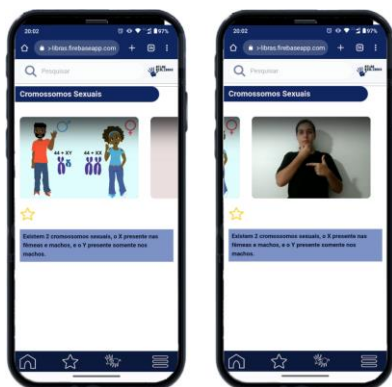 20:02
97%
>-libras.firebaseapp.com
Pesquisar
Cromossomos Sexuais
44 + XY
44 + XX
Existem 2 cromossomos sexuais, o X presente nas
fêmeas e machos, e o Y presente somente nos
machos.
20:02
97%
>-libras.firebaseapp.com
Pesquisar
Cromossomos Sexuais
Existem 2 cromossomos sexuais, o X presente nas
fêmeas e machos, e o Y presente somente nos
machos.